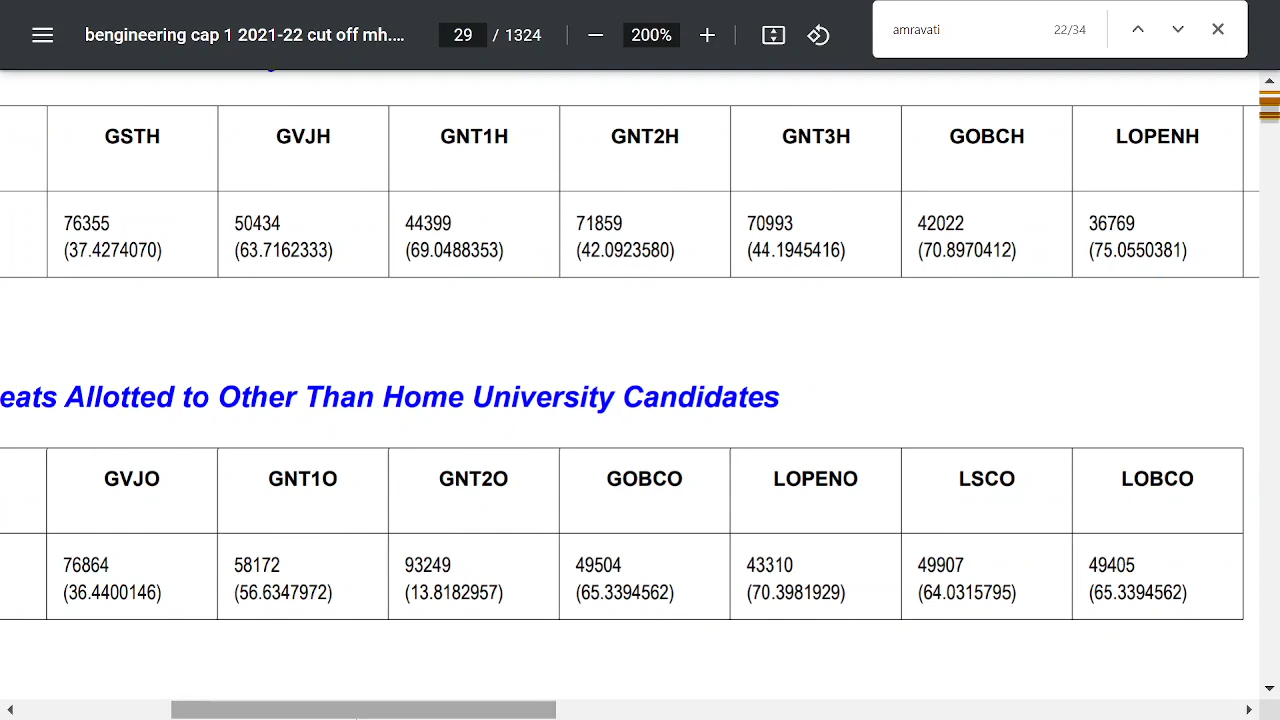 bengineering cap 1 2021-22 cut off mh....
29 / 1324
200%
amravati
22/34
GSTH GVJH GNT1H GNT2H GNT3H GOBCH LOPENH
76355 50434 44399 71859 70993 42022 36769
(37.4274070) (63.7162333) (69.0488353) (42.0923580) (44.1945416) (70.8970412) (75.0550381)
eats Allotted to Other Than Home University Candidates
GVJO GNT1O GNT2O GOBCO LOPENO LSCO LOBCO
76864 58172 93249 49504 43310 49907 49405
(36.4400146) (56.6347972) (13.8182957) (65.3394562) (70.3981929) (64.0315795) (65.3394562)